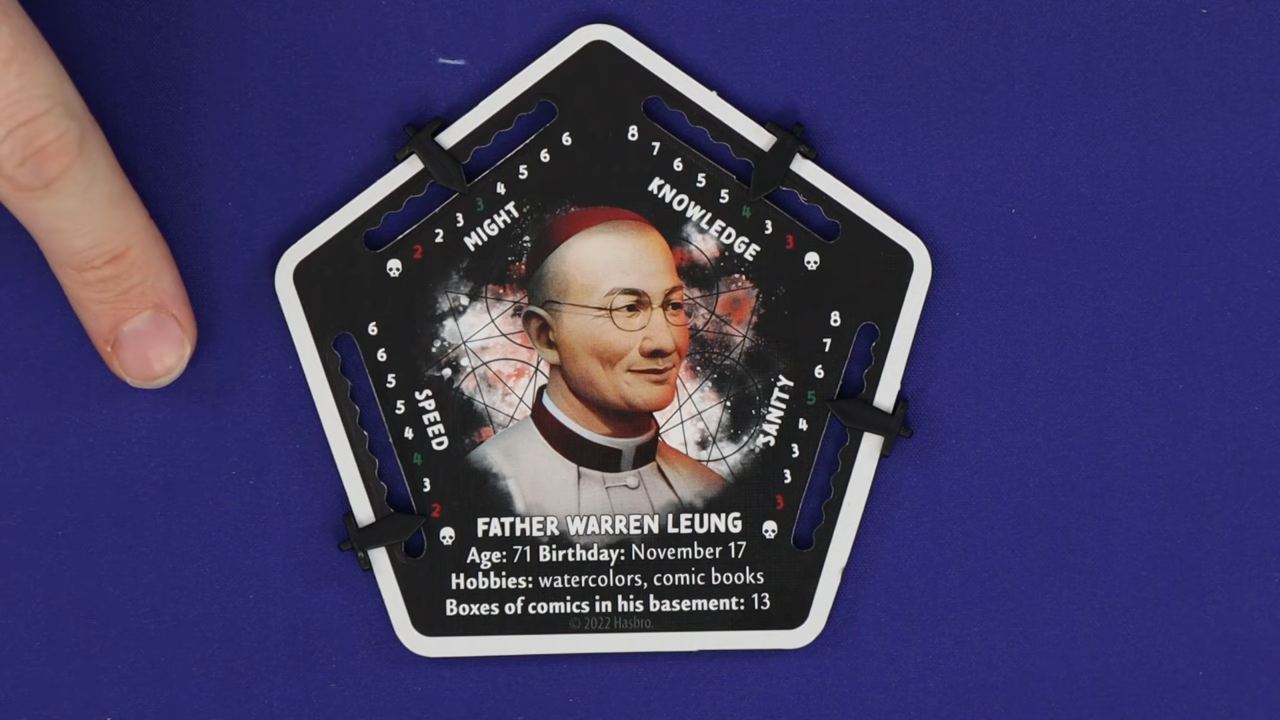 MIGHT
2 2 3 3 4 5 6 6
KNOWLEDGE
8 7 6 5 5 4 3 3
SPEED
6 6 5 5 4 4 3 2
SANITY
8 7 6 5 4 3 3 3
FATHER WARREN LEUNG
Age: 71 Birthday: November 17
Hobbies: watercolors, comic books
Boxes of comics in his basement: 13
© 2022 Hasbro.